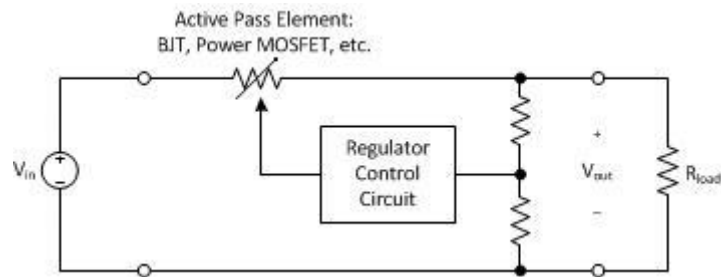 Active Pass Element:
BJT, Power MOSFET, etc.
Regulator
Control
Circuit
+
−
Vin
+
Vout
−
Rload